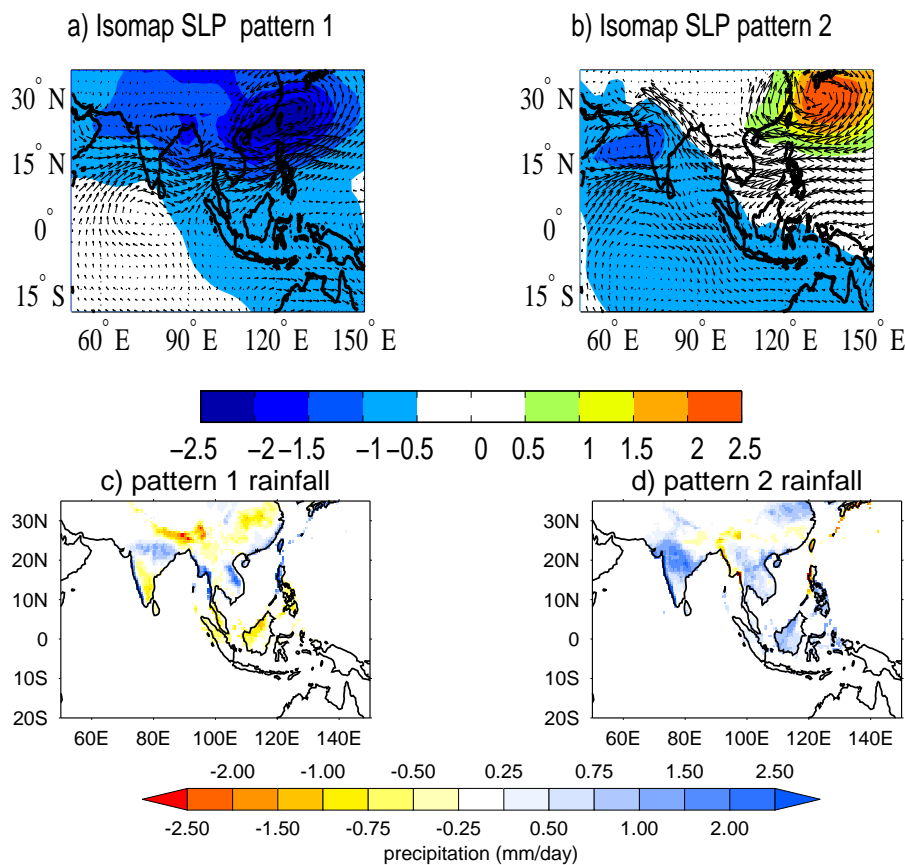 a) Isomap SLP pattern 1
b) Isomap SLP pattern 2
30° N
15° N
0°
15° S
60° E 90° E 120° E 150° E
30° N
15° N
0°
15° S
60° E 90° E 120° E 150° E
−2.5 −2 −1.5 −1 −0.5 0 0.5 1 1.5 2 2.5
c) pattern 1 rainfall
d) pattern 2 rainfall
30N
20N
10N
0
10S
20S
60E 80E 100E 120E 140E
30N
20N
10N
0
10S
20S
60E 80E 100E 120E 140E
-2.00 -1.00 -0.50 0.25 0.75 1.50 2.50
-2.50 -1.50 -0.75 -0.25 0.50 1.00 2.00
precipitation (mm/day)